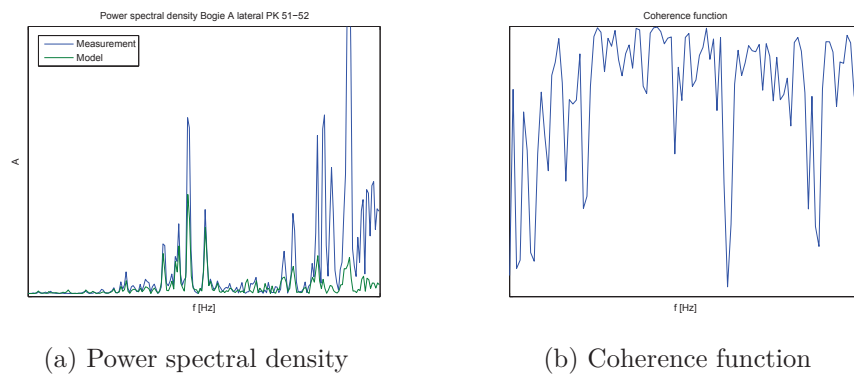 Power spectral density Bogie A lateral PK 51−52
Measurement
Model
A
f [Hz]
(a) Power spectral density
Coherence function
f [Hz]
(b) Coherence function